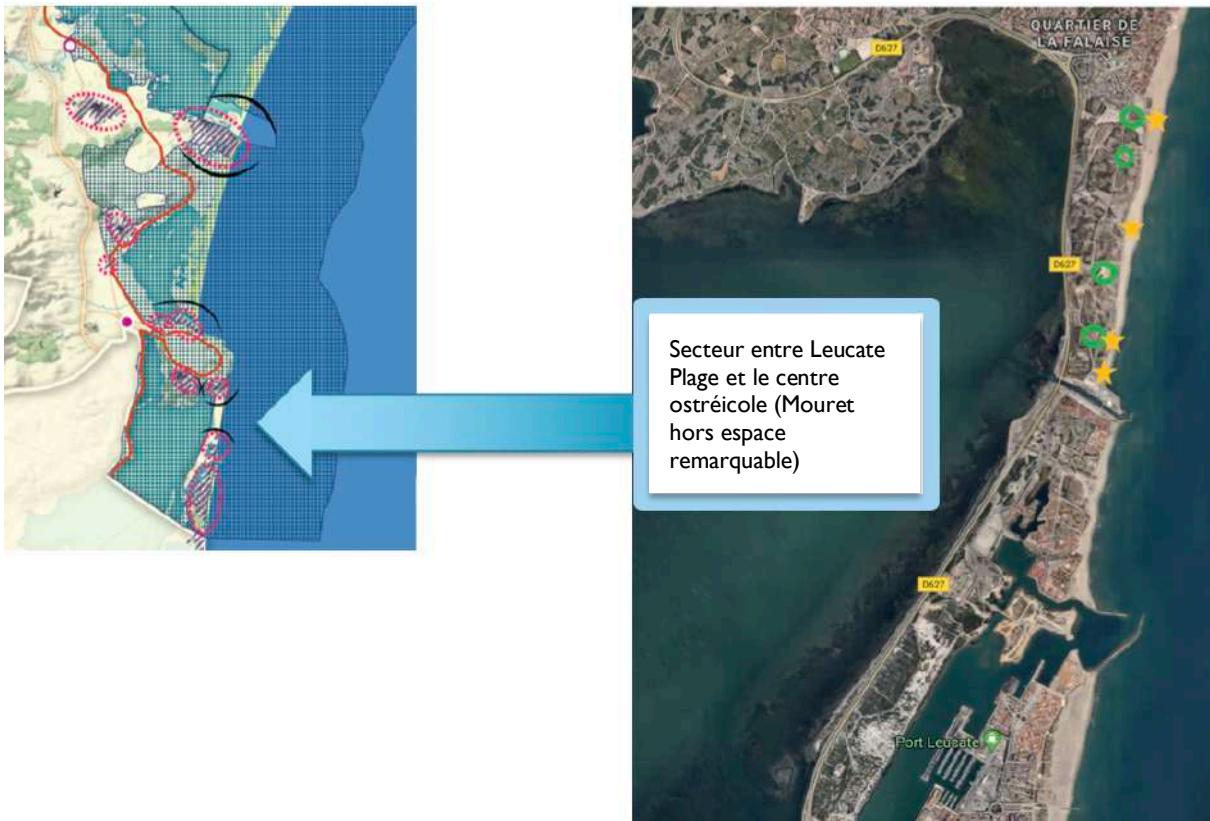 QUARTIER DE
LA FALAISE
D627
D627
Secteur entre Leucate
Plage et le centre
ostréicole (Mouret
hors espace
remarquable)
D627
Port Leucate